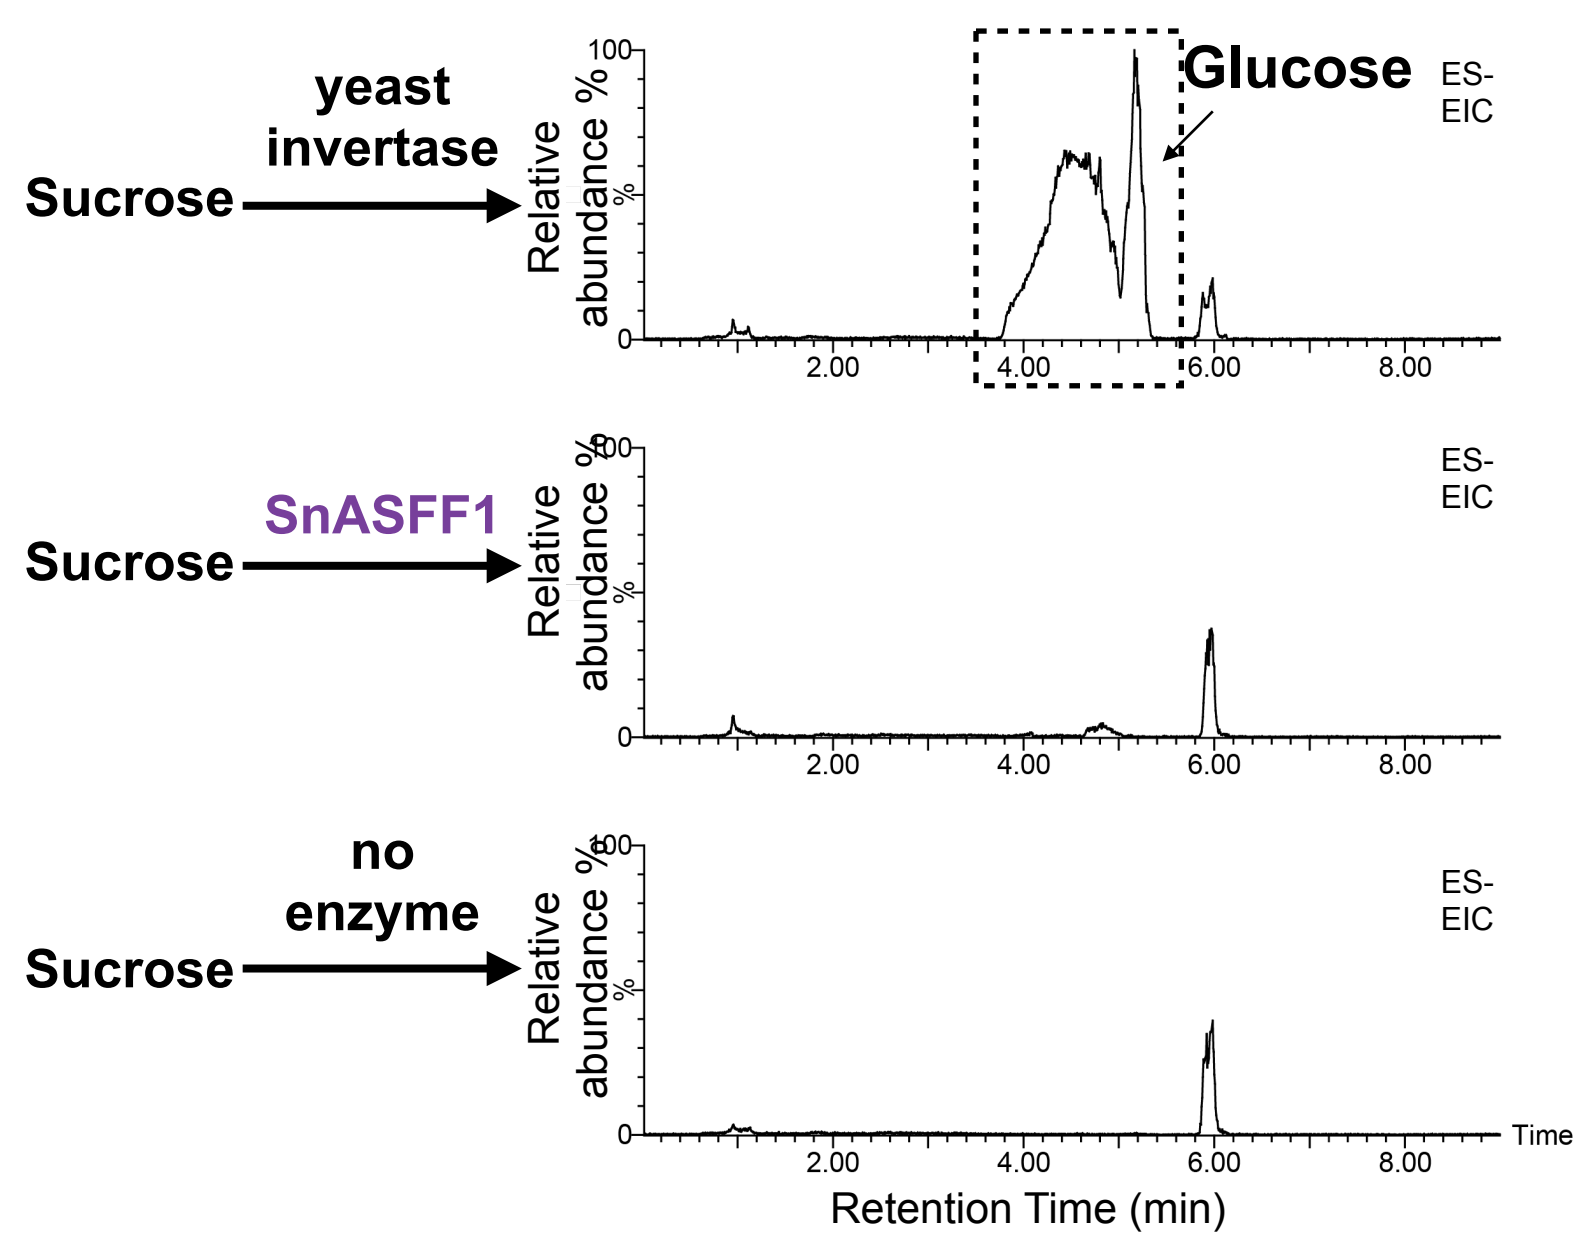 yeast
invertase
Sucrose
Relative
abundance %
100
%
0
Glucose
ES-
EIC
2.00
4.00
6.00
8.00
SnASFF1
Sucrose
Relative
abundance %
100
%
0
ES-
EIC
2.00
4.00
6.00
8.00
no
enzyme
Sucrose
Relative
abundance %
100
%
0
ES-
EIC
Time
2.00
4.00
6.00
8.00
Retention Time (min)